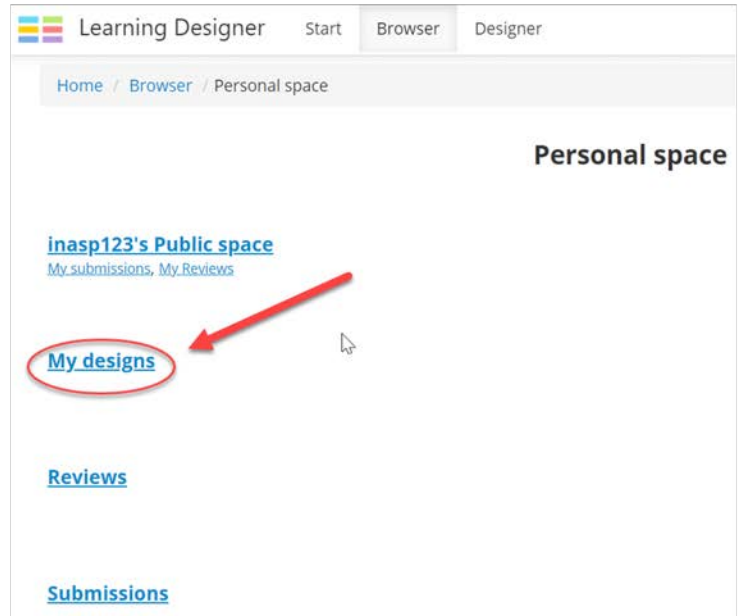 Learning Designer Start Browser Designer
Home / Browser / Personal space
Personal space
inasp123's Public space
My submissions, My Reviews
My designs
Reviews
Submissions